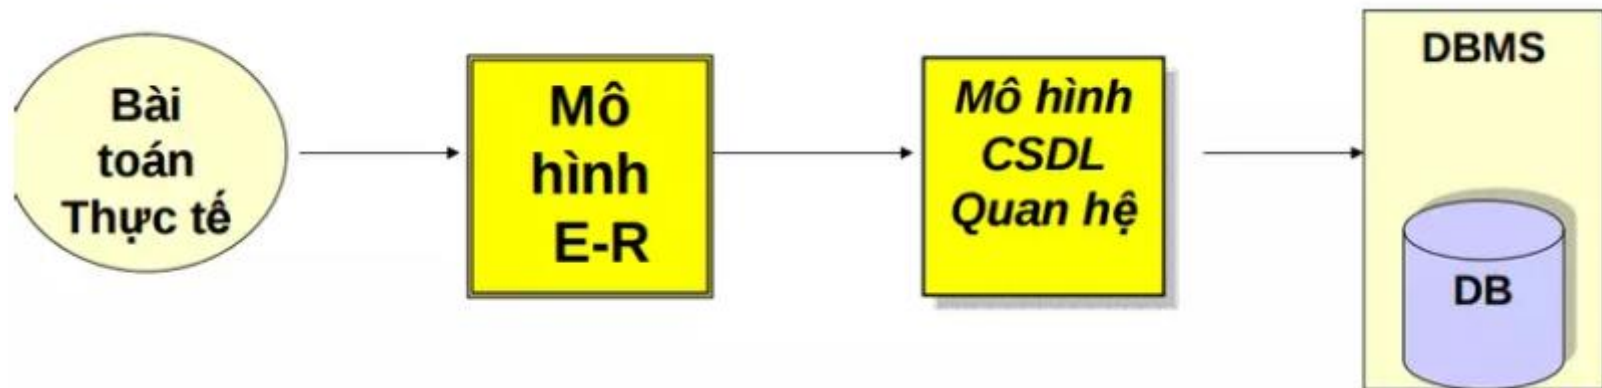 Bài
toán
Thực tế
Mô
hình
E-R
Mô hình
CSDL
Quan hệ
DBMS
DB